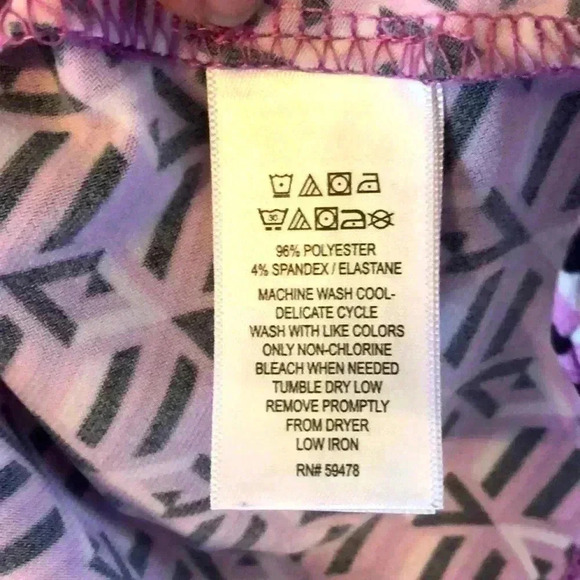 30
96% POLYESTER
4% SPANDEX / ELASTANE
MACHINE WASH COOL-
DELICATE CYCLE
WASH WITH LIKE COLORS
ONLY NON-CHLORINE
BLEACH WHEN NEEDED
TUMBLE DRY LOW
REMOVE PROMPTLY
FROM DRYER
LOW IRON
RN# 59478